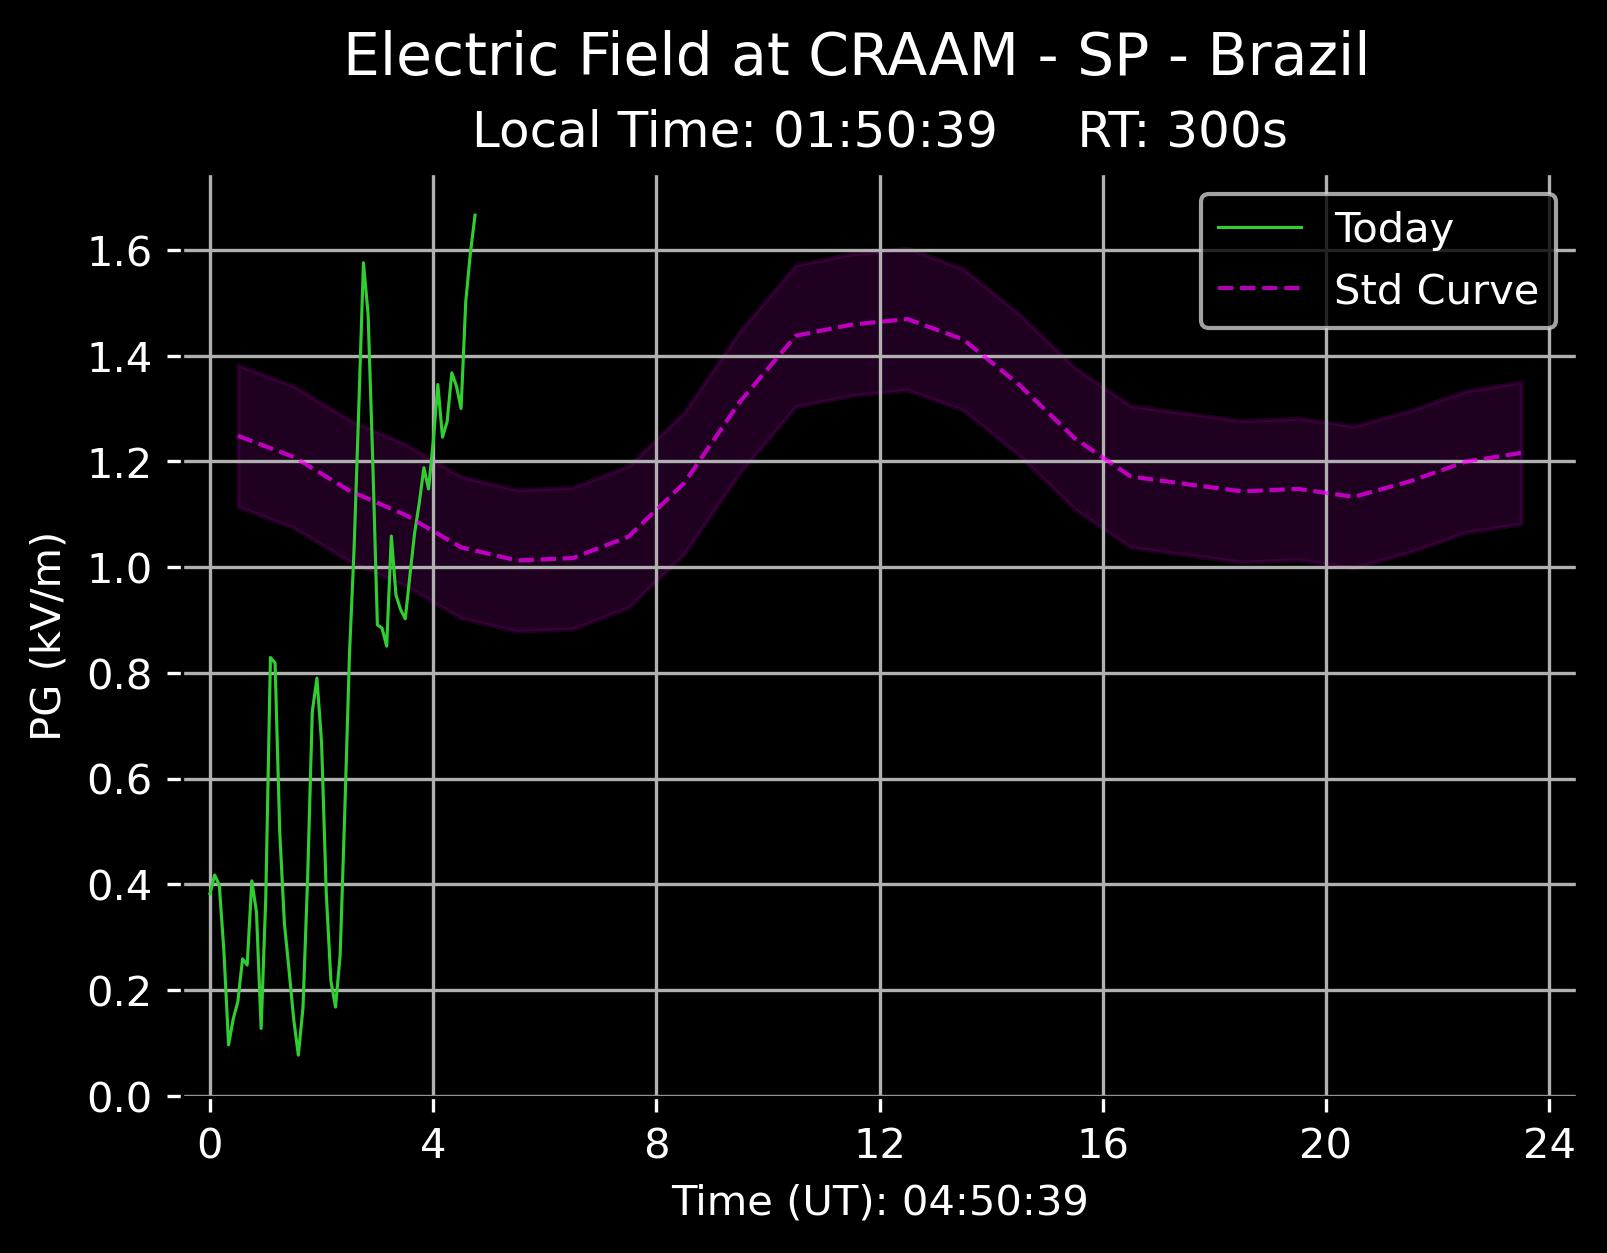 Electric Field at CRAAM - SP - Brazil
Local Time: 01:50:39 RT: 300s
Today
Std Curve
PG (kV/m)
1.6
1.4
1.2
1.0
0.8
0.6
0.4
0.2
0.0
0 4 8 12 16 20 24
Time (UT): 04:50:39